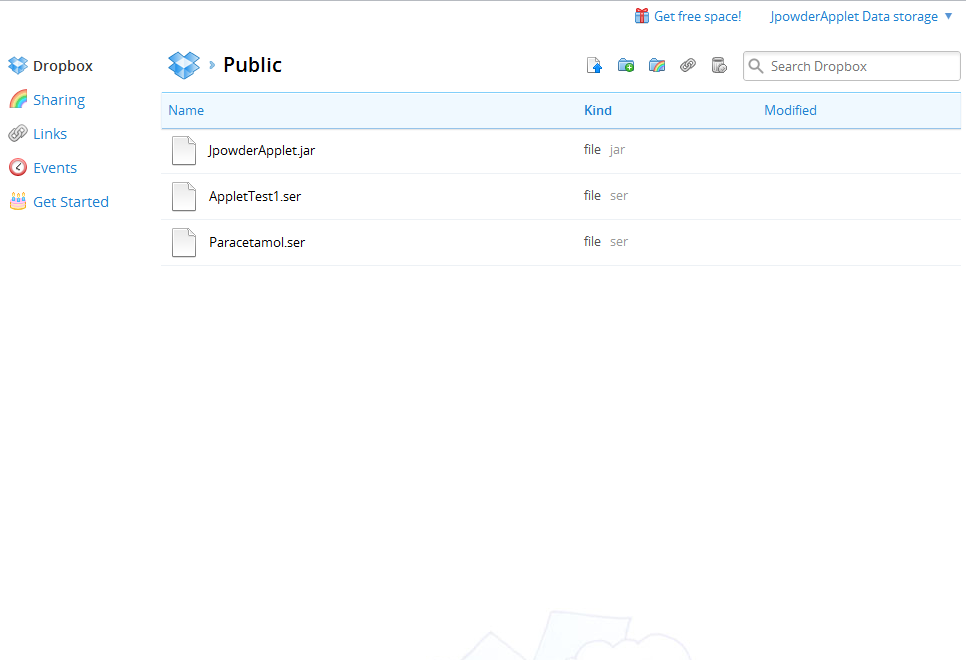 Get free space! JpowderApplet Data storage
Dropbox
Sharing
Links
Events
Get Started
Public
Search Dropbox
Name Kind Modified
JpowderApplet.jar file jar
AppletTest1.ser file ser
Paracetamol.ser file ser